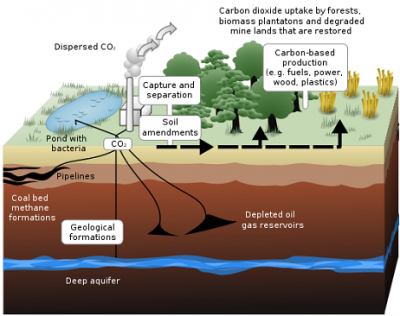 Carbon dioxide uptake by forests,
biomass plantatons and degraded
mine lands that are restored
Dispersed CO₂
Carbon-based
production
(e.g. fuels, power,
wood, plastics)
Capture and
separation
Soil
amendments
Pond with
bacteria
CO₂
Pipelines
Coal bed
methane
formations
Geological
formations
Depleted oil
gas reservoirs
Deep aquifer